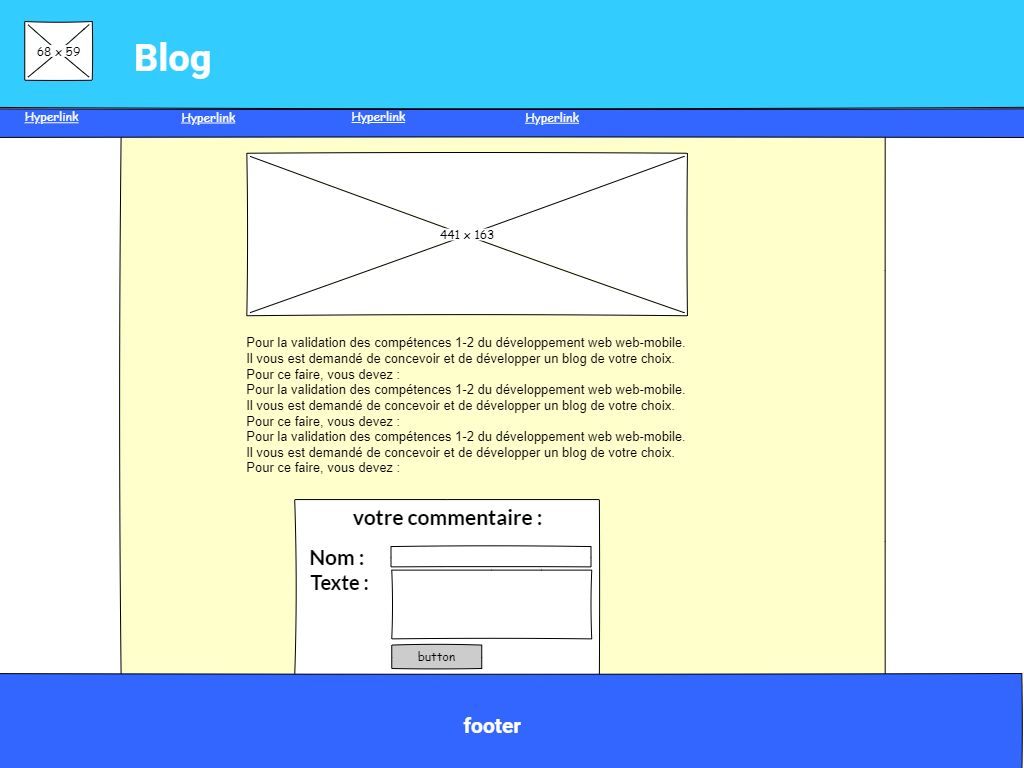 68 x 59
Blog
Hyperlink Hyperlink Hyperlink Hyperlink
441 x 163
Pour la validation des compétences 1-2 du développement web web-mobile.
Il vous est demandé de concevoir et de développer un blog de votre choix.
Pour ce faire, vous devez :
Pour la validation des compétences 1-2 du développement web web-mobile.
Il vous est demandé de concevoir et de développer un blog de votre choix.
Pour ce faire, vous devez :
Pour la validation des compétences 1-2 du développement web web-mobile.
Il vous est demandé de concevoir et de développer un blog de votre choix.
Pour ce faire, vous devez :
votre commentaire :
Nom :
Texte :
button
footer